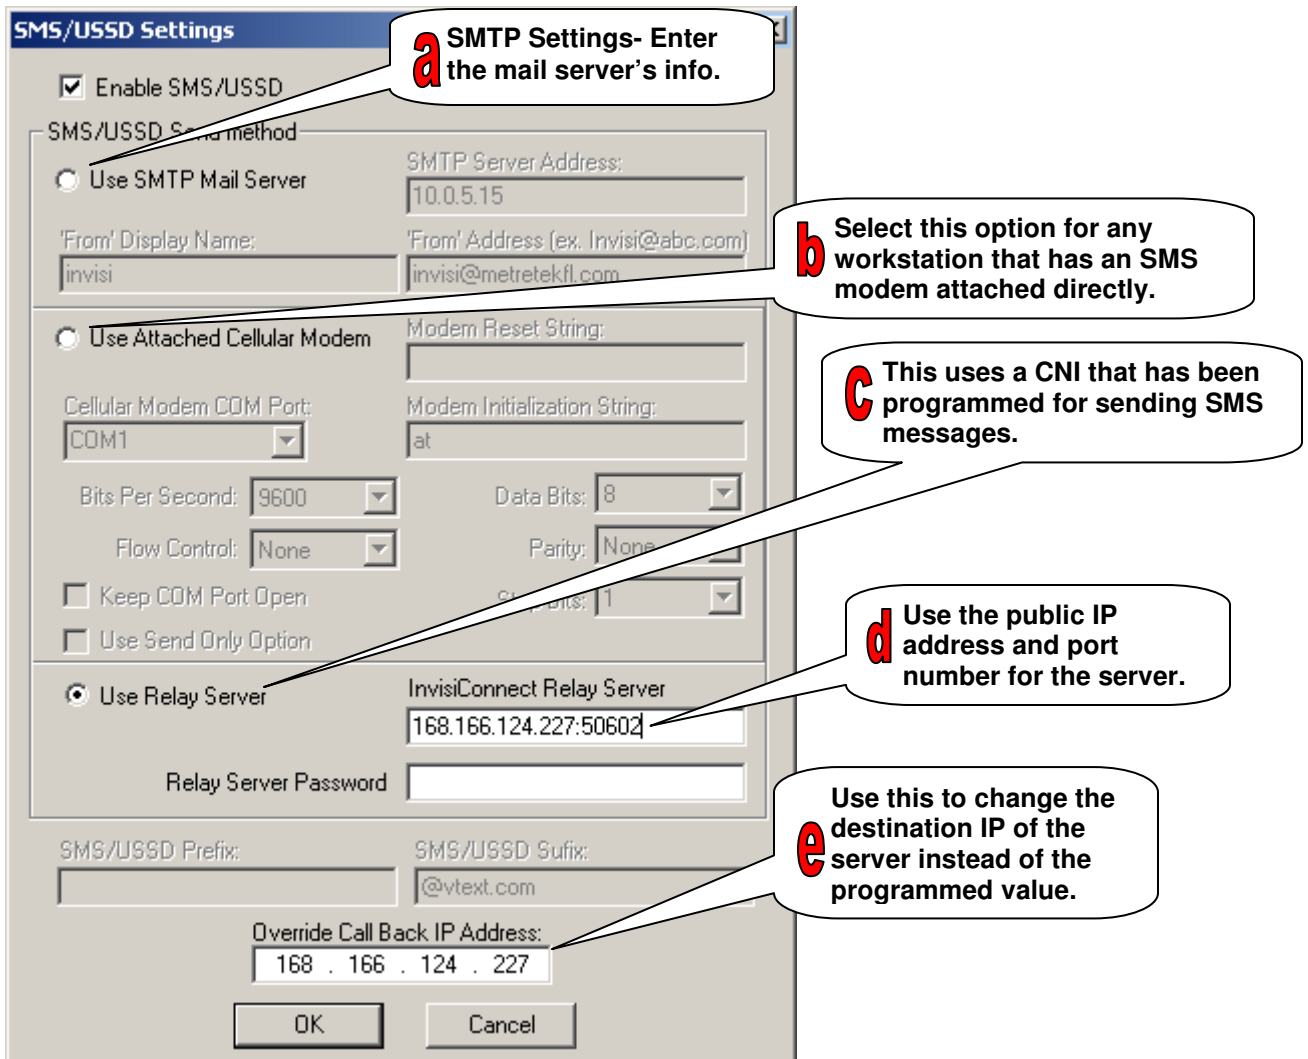 SMS/USSD Settings
a SMTP Settings- Enter
the mail server's info.
Enable SMS/USSD
SMS/USSD Send method
Use SMTP Mail Server
SMTP Server Address:
10.0.5.15
'From' Display Name:
'From' Address (ex. Invisi@abc.com)
invisi
invisi@metretekfl.com
b Select this option for any
workstation that has an SMS
modem attached directly.
Use Attached Cellular Modem
Modem Reset String:
c This uses a CNI that has been
programmed for sending SMS
messages.
Cellular Modem COM Port:
Modem Initialization String:
COM1
at
Bits Per Second: 9600
Data Bits: 8
Flow Control: None
Parity: None
Keep COM Port Open
Stop Bits: 1
Use Send Only Option
d Use the public IP
address and port
number for the server.
Use Relay Server
InvisiConnect Relay Server
168.166.124.227:50602
Relay Server Password
e Use this to change the
destination IP of the
server instead of the
programmed value.
SMS/USSD Prefix:
SMS/USSD Sufix:
@vtext.com
Override Call Back IP Address:
168 . 166 . 124 . 227
OK
Cancel